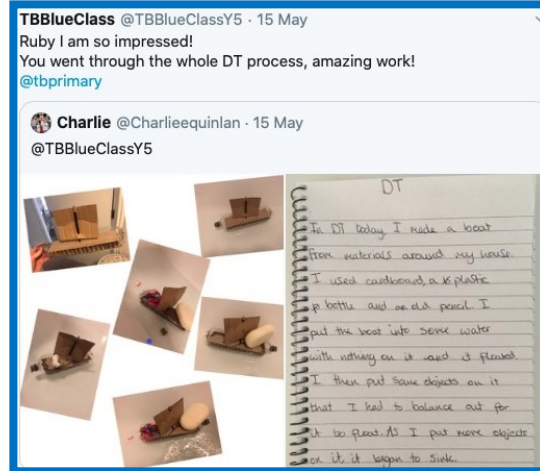 TBBlueClass @TBBlueClassY5 · 15 May
Ruby I am so impressed!
You went through the whole DT process, amazing work!
@tbprimary
Charlie @Charlieequinlan · 15 May
@TBBlueClassY5
DT
In DT today I made a boat
from materials around my house.
I used cardboard, a plastic
bottle and an old pencil. I
put the boat into some water
with nothing on it and it floated.
I then put some objects on it
that I had to balance out for
it to float. As I put more objects
on it, it began to sink